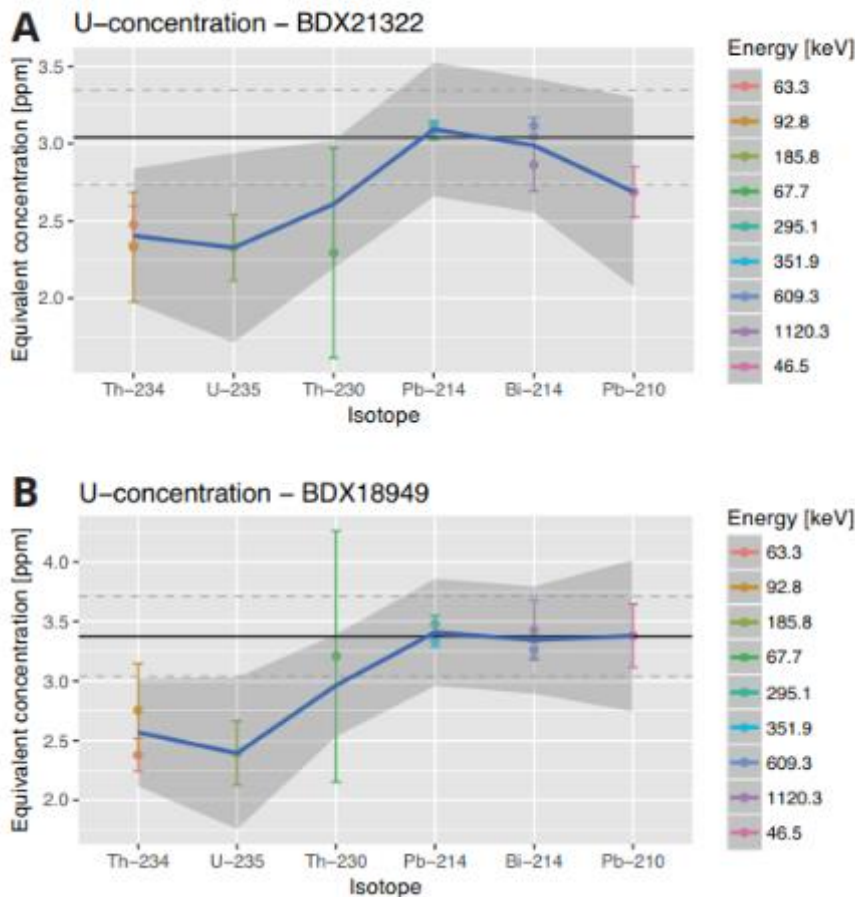 A
U-concentration - BDX21322
Equivalent concentration [ppm]
3.5
3.0
2.5
2.0
Th-234 U-235 Th-230 Pb-214 Bi-214 Pb-210
Isotope
Energy [keV]
63.3
92.8
185.8
67.7
295.1
351.9
609.3
1120.3
46.5
B
U-concentration - BDX18949
Equivalent concentration [ppm]
4.0
3.5
3.0
2.5
2.0
Th-234 U-235 Th-230 Pb-214 Bi-214 Pb-210
Isotope
Energy [keV]
63.3
92.8
185.8
67.7
295.1
351.9
609.3
1120.3
46.5